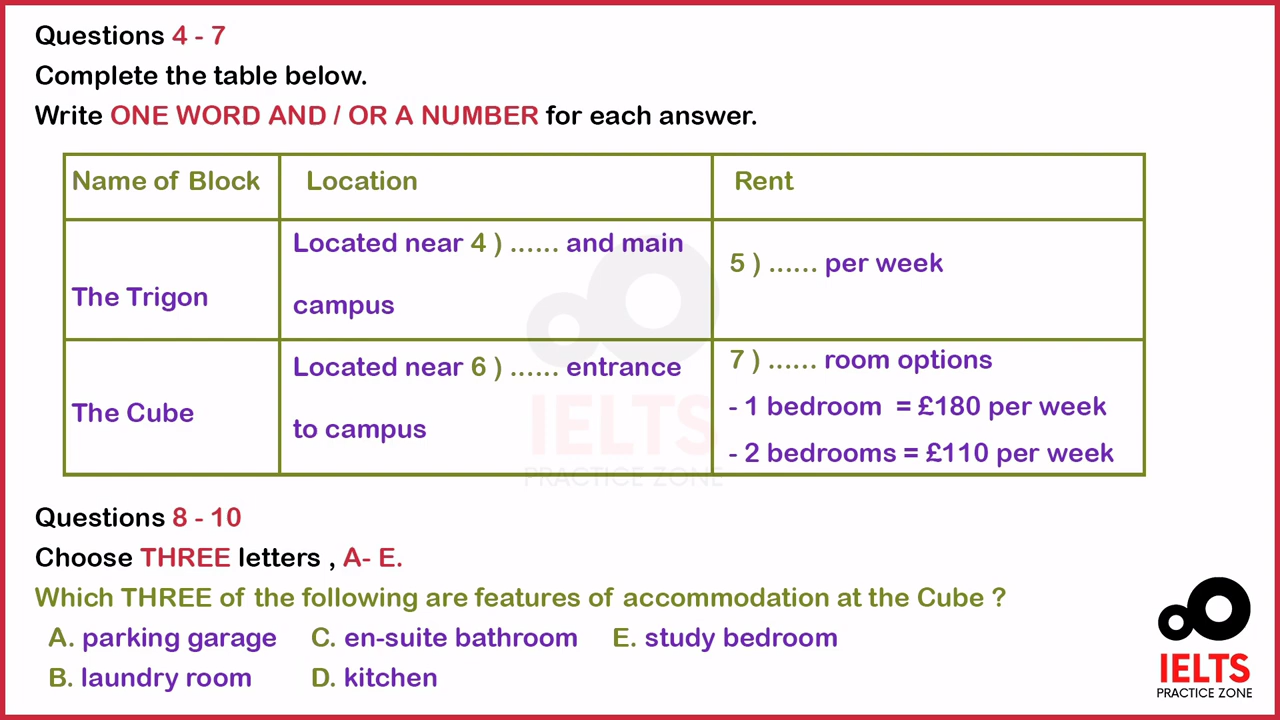 Questions 4 - 7
Complete the table below.
Write ONE WORD AND / OR A NUMBER for each answer.
Name of Block Location Rent
The Trigon
Located near 4 ) ...... and main
campus
5 ) ...... per week
The Cube
Located near 6 ) ...... entrance
to campus
7 ) ...... room options
- 1 bedroom = £180 per week
- 2 bedrooms = £110 per week
IELTS
PRACTICE ZONE
Questions 8 - 10
Choose THREE letters , A- E.
Which THREE of the following are features of accommodation at the Cube ?
A. parking garage C. en-suite bathroom E. study bedroom
B. laundry room D. kitchen
IELTS
PRACTICE ZONE